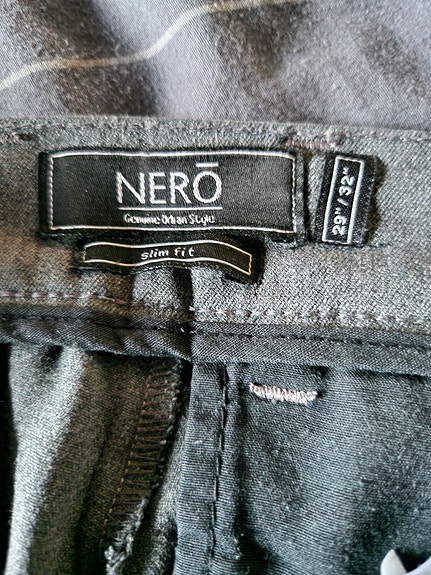 NERŌ
Genuine Urban Style
slim fit
29"/32"